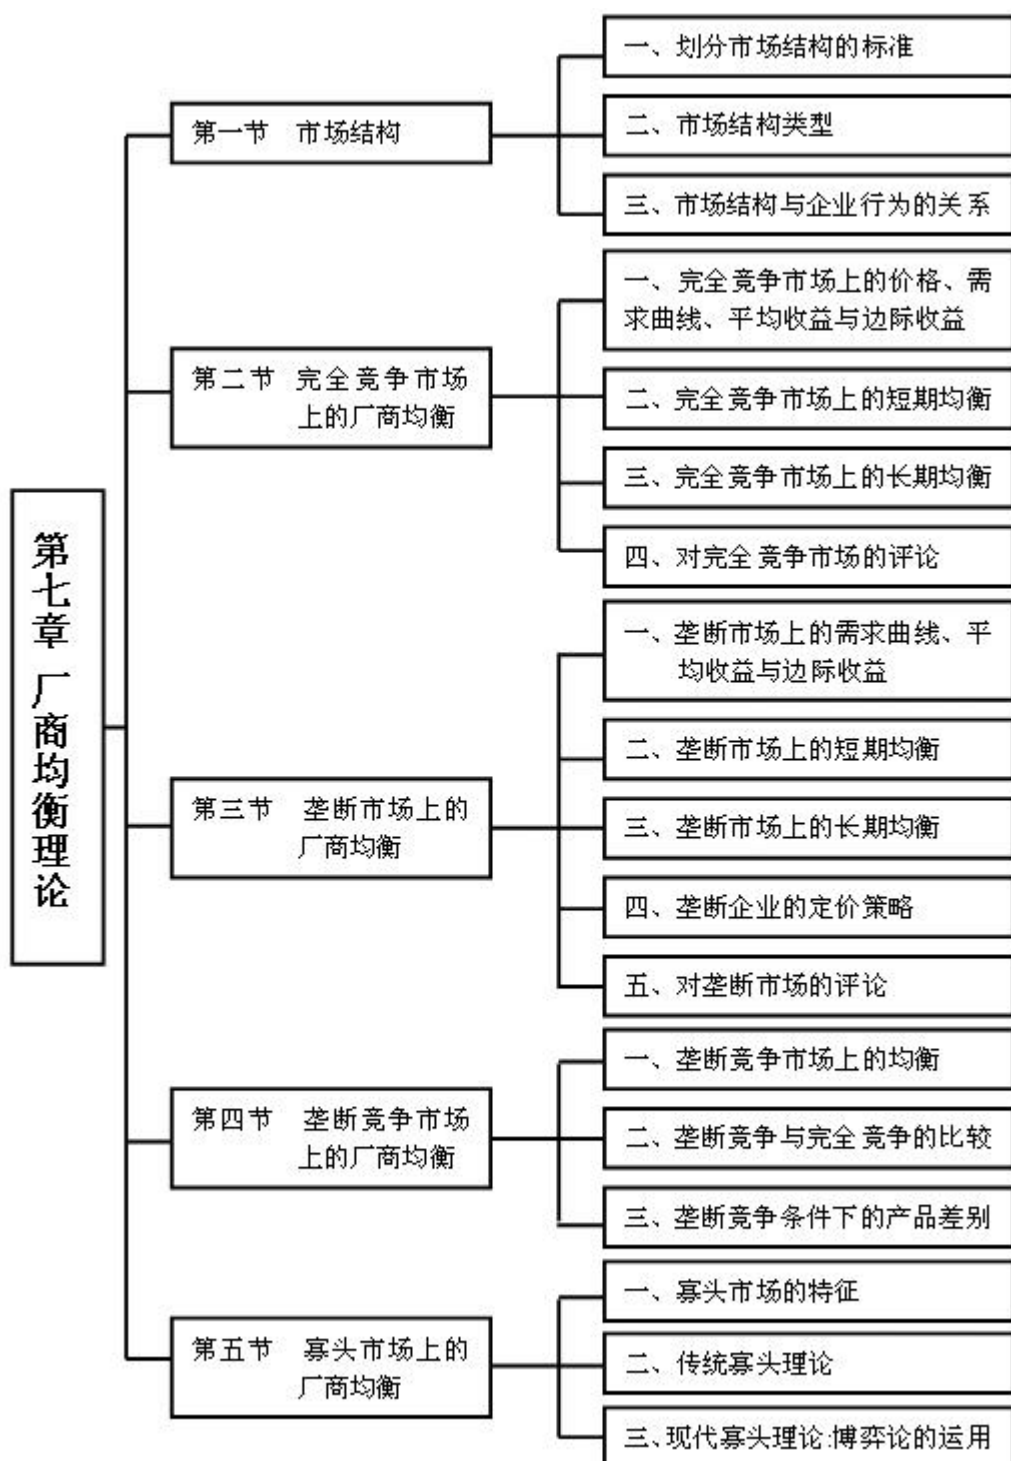 第七章 厂商均衡理论
第一节 市场结构
一、划分市场结构的标准
二、市场结构类型
三、市场结构与企业行为的关系
第二节 完全竞争市场
上的厂商均衡
一、完全竞争市场上的价格、需
求曲线、平均收益与边际收益
二、完全竞争市场上的短期均衡
三、完全竞争市场上的长期均衡
四、对完全竞争市场的评论
第三节 垄断市场上的
厂商均衡
一、垄断市场上的需求曲线、平
均收益与边际收益
二、垄断市场上的短期均衡
三、垄断市场上的长期均衡
四、垄断企业的定价策略
五、对垄断市场的评论
第四节 垄断竞争市场
上的厂商均衡
一、垄断竞争市场上的均衡
二、垄断竞争与完全竞争的比较
三、垄断竞争条件下的产品差别
第五节 寡头市场上的
厂商均衡
一、寡头市场的特征
二、传统寡头理论
三、现代寡头理论:博弈论的运用